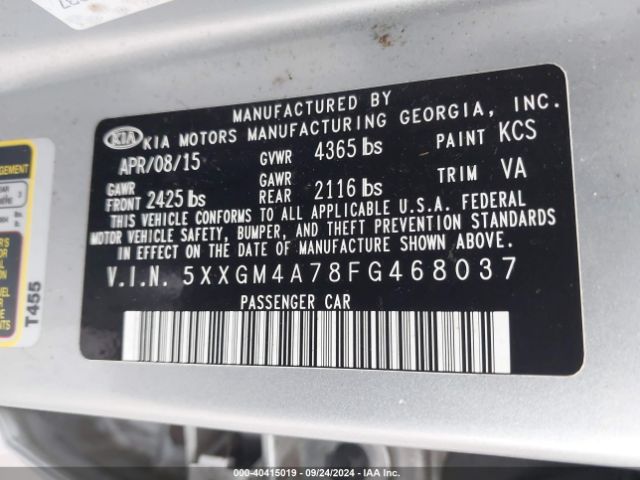 MANUFACTURED BY
KIA KIA MOTORS MANUFACTURING GEORGIA, INC.
APR/08/15 GVWR 4365 lbs PAINT KCS
GAWR FRONT 2425 lbs GAWR REAR 2116 lbs TRIM VA
THIS VEHICLE CONFORMS TO ALL APPLICABLE U.S.A. FEDERAL
MOTOR VEHICLE SAFETY, BUMPER, AND THEFT PREVENTION STANDARDS
IN EFFECT ON THE DATE OF MANUFACTURE SHOWN ABOVE.
V.I.N. 5XXGM4A78FG468037
PASSENGER CAR
T455
000-40415019 - 09/24/2024 - IAA Inc.